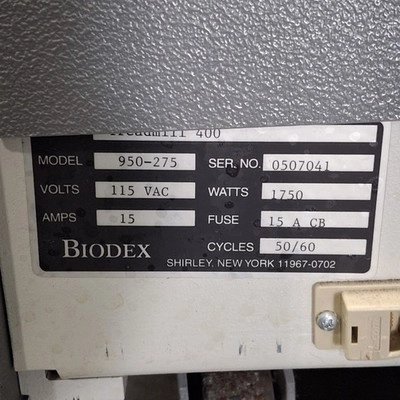 Treadmill 400
MODEL 950-275 SER. NO. 0507041
VOLTS 115 VAC WATTS 1750
AMPS 15 FUSE 15 A CB
BIODEX CYCLES 50/60
SHIRLEY, NEW YORK 11967-0702